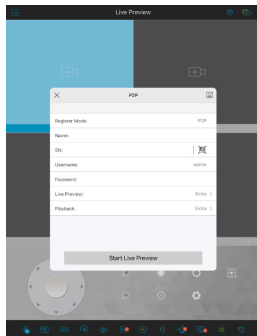 Live Preview
P2P
Register Mode: P2P
Name:
SN:
Username: admin
Password:
Live Preview: Extra >
Playback: Extra >
Start Live Preview